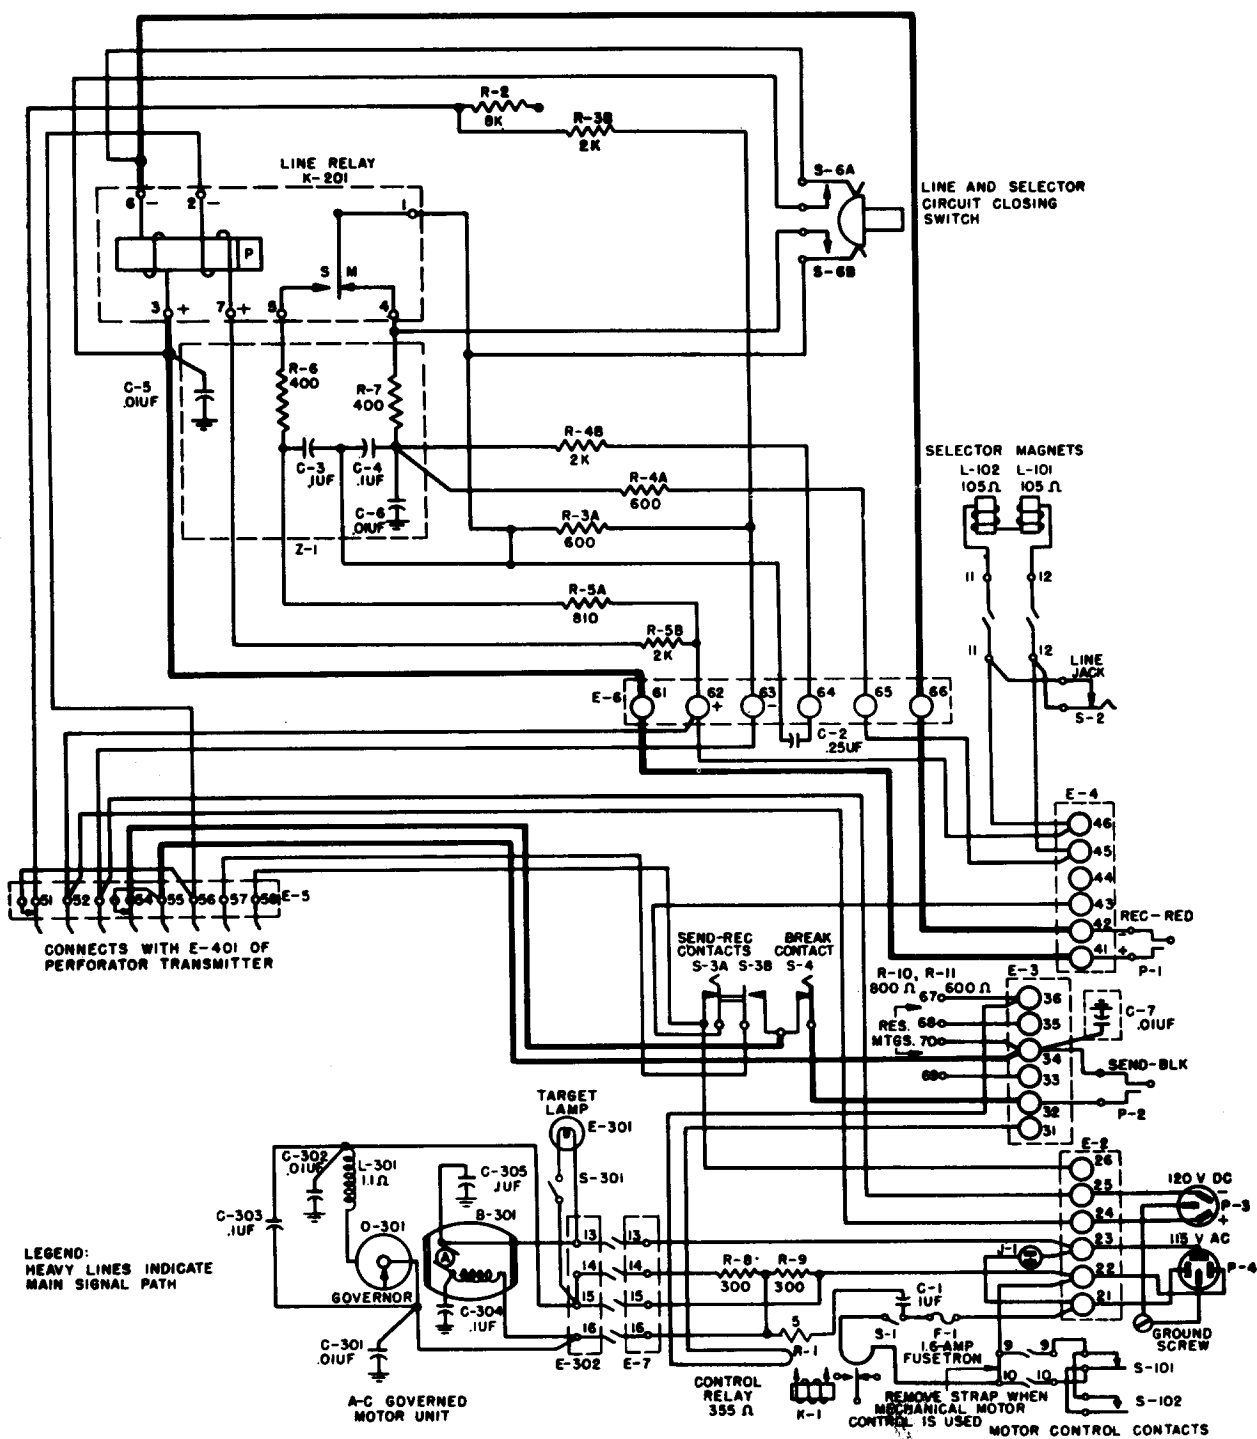 R-2
8K
R-3B
2K
LINE RELAY
K-201
6 -
2 -
1
P
S M
3 +
7 +
5
4
S-6A
S-6B
LINE AND SELECTOR
CIRCUIT CLOSING
SWITCH
C-5
.01UF
R-6
400
R-7
400
C-3
.1UF
C-4
.1UF
C-6
.01UF
Z-1
R-4B
2K
R-4A
600
R-3A
600
R-5A
810
R-5B
2K
SELECTOR MAGNETS
L-102 L-101
105Ω 105Ω
11 12
11 12
LINE
JACK
S-2
E-6
61 62 63 64 65 66
+ -
C-2
.25UF
E-4
46
45
44
43
42
41
REC-RED
-
+
P-1
51 52 54 55 56 57 58 E-5
CONNECTS WITH E-401 OF
PERFORATOR TRANSMITTER
SEND-REC
CONTACTS
S-3A S-3B
BREAK
CONTACT
S-4
R-10, R-11
800Ω 600Ω
67
68
RES.
MTGS. 70
69
E-3
36
35
34
33
32
31
C-7
.01UF
SEND-BLK
P-2
TARGET
LAMP
E-301
S-301
C-302
.01UF
L-301
1.1Ω
C-303
.1UF
O-301
GOVERNOR
C-305
.1UF
B-301
A
C-304
.1UF
C-301
.01UF
A-C GOVERNED
MOTOR UNIT
LEGEND:
HEAVY LINES INDICATE
MAIN SIGNAL PATH
13 13
14 14
15 15
16 16
E-302 E-7
R-8
300
R-9
300
5
R-1
C-1
1UF
S-1
F-1
1.6-AMP
FUSETRON
J-1
E-2
26
25
24
23
22
21
120 V DC
-
P-3
+
115 V AC
P-4
GROUND
SCREW
CONTROL
RELAY
355 Ω
K-1
9 9
10 10
S-101
S-102
REMOVE STRAP WHEN
MECHANICAL MOTOR
CONTROL IS USED
MOTOR CONTROL CONTACTS